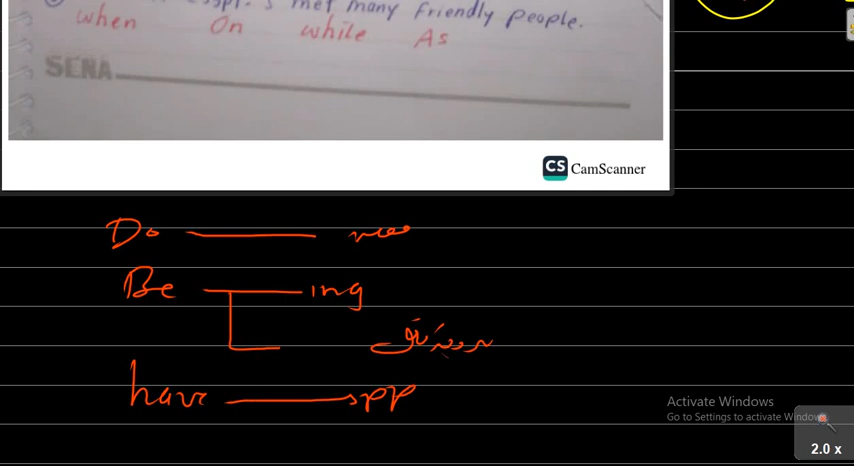 met many friendly people.
when On while As
SENA
CS CamScanner
Do
Be ing
have pp
Activate Windows
Go to Settings to activate Windows
2.0 x